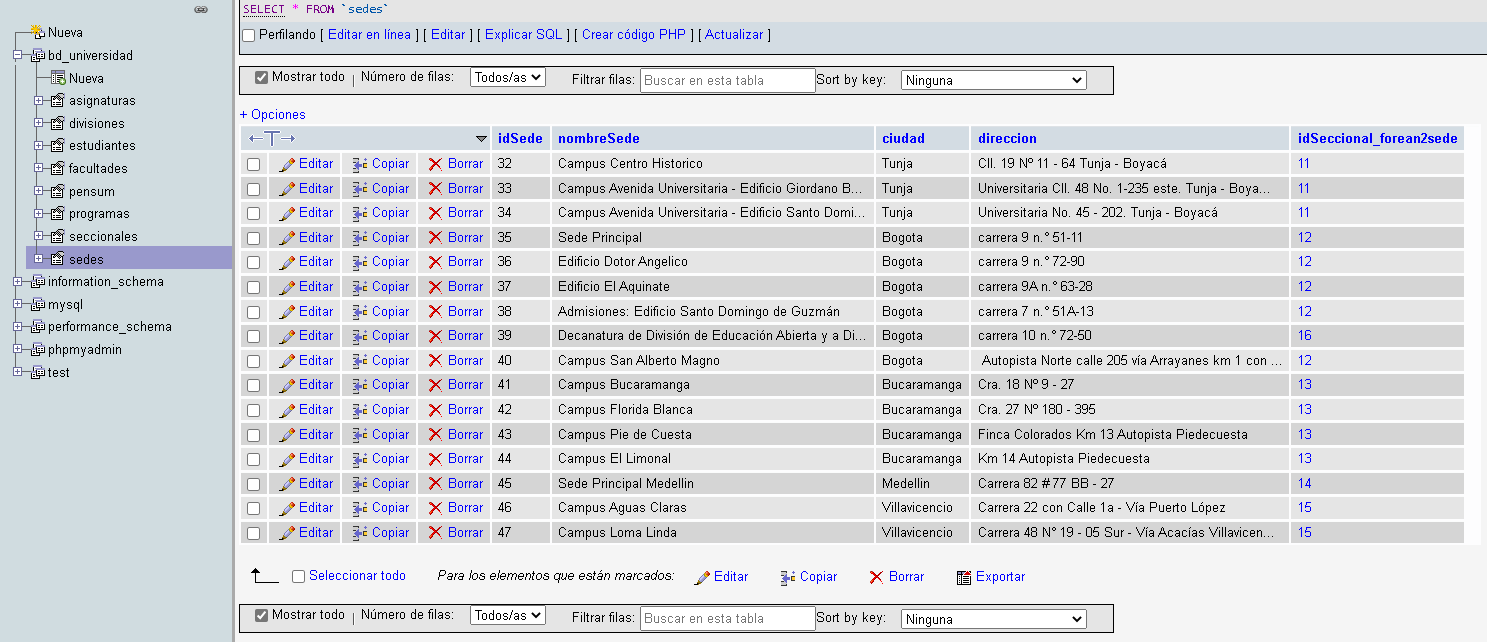 SELECT * FROM `sedes`
Perfilando [ Editar en línea ] [ Editar ] [ Explicar SQL ] [ Crear código PHP ] [ Actualizar ]
Nueva
bd_universidad
Nueva
asignaturas
divisiones
estudiantes
facultades
pensum
programas
seccionales
sedes
information_schema
mysql
performance_schema
phpmyadmin
test
Mostrar todo | Número de filas: Todos/as Filtrar filas: Buscar en esta tabla Sort by key: Ninguna
+ Opciones
←T→ idSede nombreSede ciudad direccion idSeccional_forean2sede
Editar Copiar Borrar 32 Campus Centro Historico Tunja Cll. 19 Nº 11 - 64 Tunja - Boyacá 11
Editar Copiar Borrar 33 Campus Avenida Universitaria - Edificio Giordano B... Tunja Universitaria Cll. 48 No. 1-235 este. Tunja - Boya... 11
Editar Copiar Borrar 34 Campus Avenida Universitaria - Edificio Santo Domi... Tunja Universitaria No. 45 - 202. Tunja - Boyacá 11
Editar Copiar Borrar 35 Sede Principal Bogota carrera 9 n.° 51-11 12
Editar Copiar Borrar 36 Edificio Dotor Angelico Bogota carrera 9 n.° 72-90 12
Editar Copiar Borrar 37 Edificio El Aquinate Bogota carrera 9A n.° 63-28 12
Editar Copiar Borrar 38 Admisiones: Edificio Santo Domingo de Guzmán Bogota carrera 7 n.° 51A-13 12
Editar Copiar Borrar 39 Decanatura de División de Educación Abierta y a Di... Bogota carrera 10 n.° 72-50 16
Editar Copiar Borrar 40 Campus San Alberto Magno Bogota Autopista Norte calle 205 vía Arrayanes km 1 con ... 12
Editar Copiar Borrar 41 Campus Bucaramanga Bucaramanga Cra. 18 Nº 9 - 27 13
Editar Copiar Borrar 42 Campus Florida Blanca Bucaramanga Cra. 27 Nº 180 - 395 13
Editar Copiar Borrar 43 Campus Pie de Cuesta Bucaramanga Finca Colorados Km 13 Autopista Piedecuesta 13
Editar Copiar Borrar 44 Campus El Limonal Bucaramanga Km 14 Autopista Piedecuesta 13
Editar Copiar Borrar 45 Sede Principal Medellin Medellin Carrera 82 # 77 BB - 27 14
Editar Copiar Borrar 46 Campus Aguas Claras Villavicencio Carrera 22 con Calle 1a - Vía Puerto López 15
Editar Copiar Borrar 47 Campus Loma Linda Villavicencio Carrera 48 N° 19 - 05 Sur - Vía Acacías Villavicen... 15
Seleccionar todo Para los elementos que están marcados: Editar Copiar Borrar Exportar
Mostrar todo | Número de filas: Todos/as Filtrar filas: Buscar en esta tabla Sort by key: Ninguna